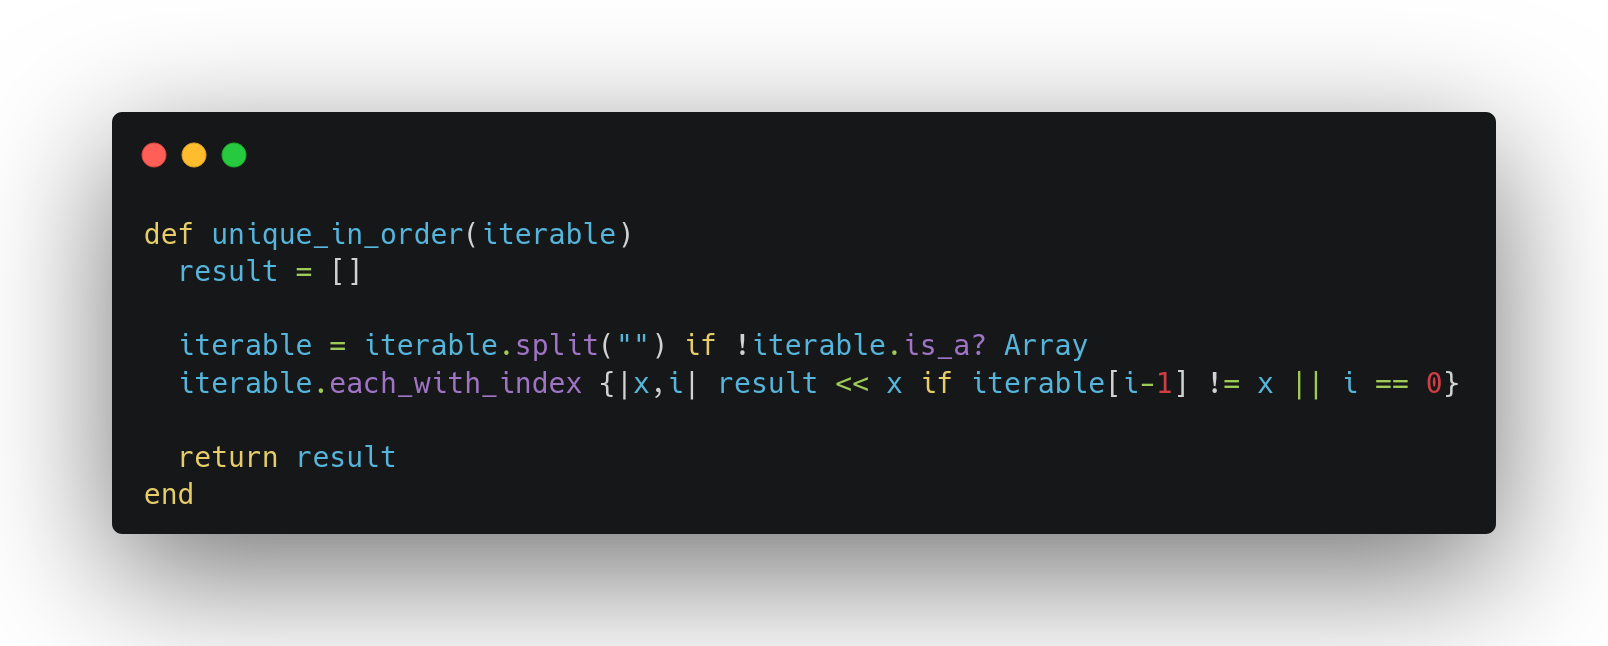 def unique_in_order(iterable)
  result = []

  iterable = iterable.split("") if !iterable.is_a? Array
  iterable.each_with_index {|x,i| result << x if iterable[i-1] != x || i == 0}

  return result
end